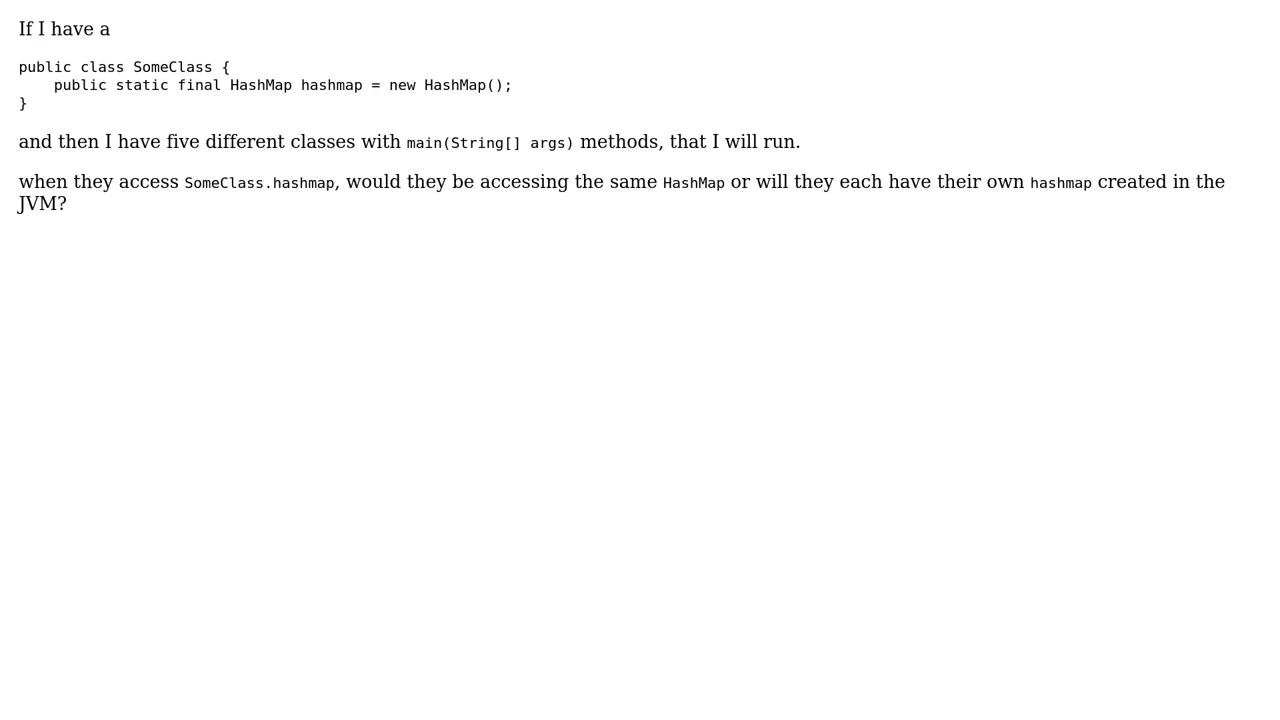 If I have a
public class SomeClass {
    public static final HashMap hashmap = new HashMap();
}
and then I have five different classes with main(String[] args) methods, that I will run.
when they access SomeClass.hashmap, would they be accessing the same HashMap or will they each have their own hashmap created in the
JVM?